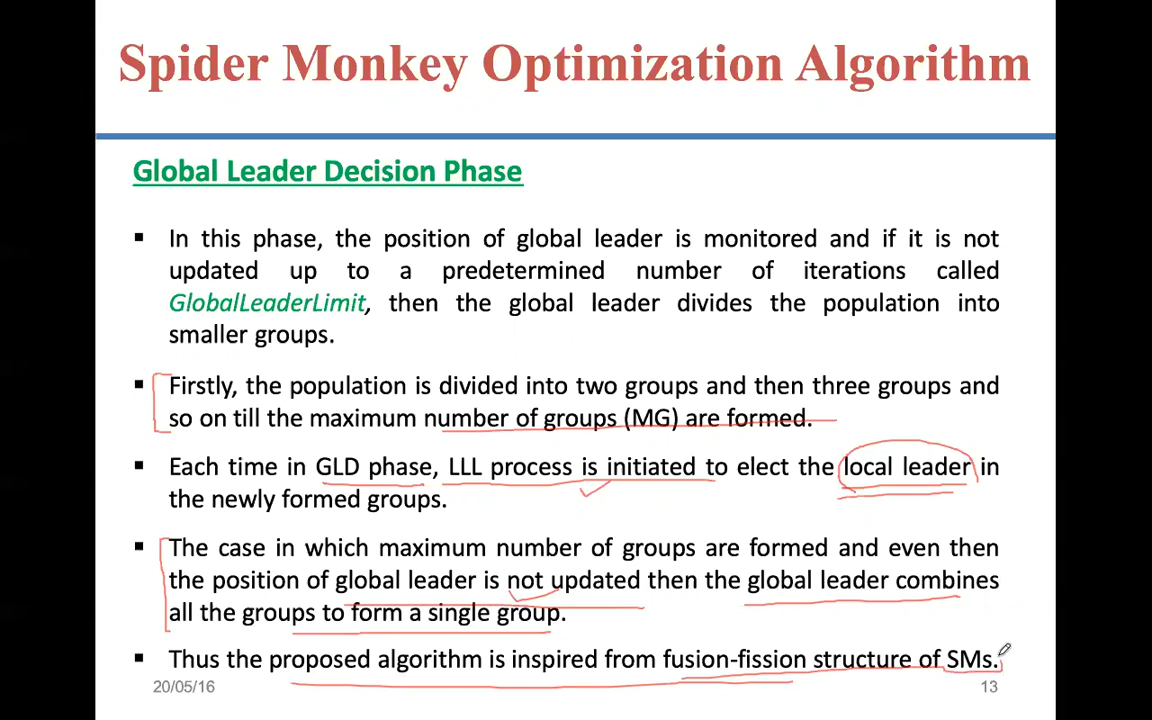 Spider Monkey Optimization Algorithm
Global Leader Decision Phase
▪ In this phase, the position of global leader is monitored and if it is not
updated up to a predetermined number of iterations called
GlobalLeaderLimit, then the global leader divides the population into
smaller groups.
▪ Firstly, the population is divided into two groups and then three groups and
so on till the maximum number of groups (MG) are formed.
▪ Each time in GLD phase, LLL process is initiated to elect the local leader in
the newly formed groups.
▪ The case in which maximum number of groups are formed and even then
the position of global leader is not updated then the global leader combines
all the groups to form a single group.
▪ Thus the proposed algorithm is inspired from fusion-fission structure of SMs.
20/05/16 13